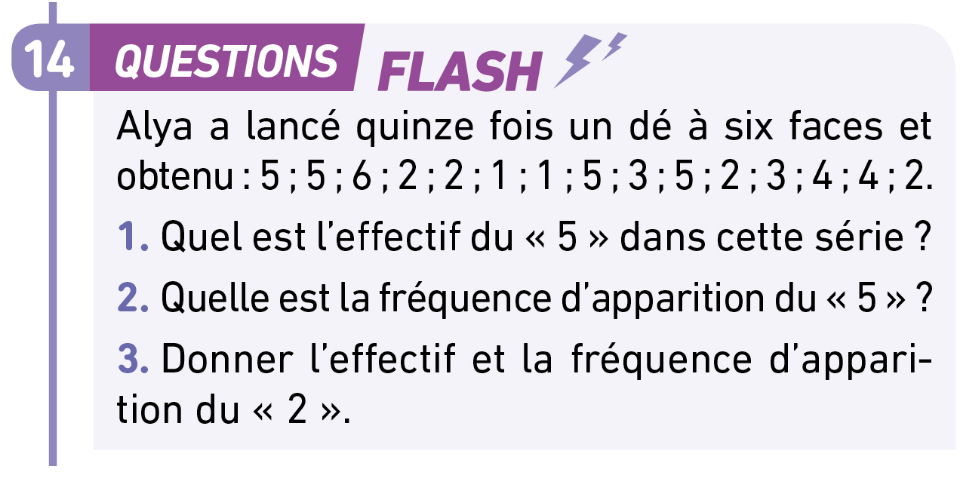 14 QUESTIONS FLASH
Alya a lancé quinze fois un dé à six faces et
obtenu : 5 ; 5 ; 6 ; 2 ; 2 ; 1 ; 1 ; 5 ; 3 ; 5 ; 2 ; 3 ; 4 ; 4 ; 2.
1. Quel est l’effectif du « 5 » dans cette série ?
2. Quelle est la fréquence d’apparition du « 5 » ?
3. Donner l’effectif et la fréquence d’appari-
tion du « 2 ».